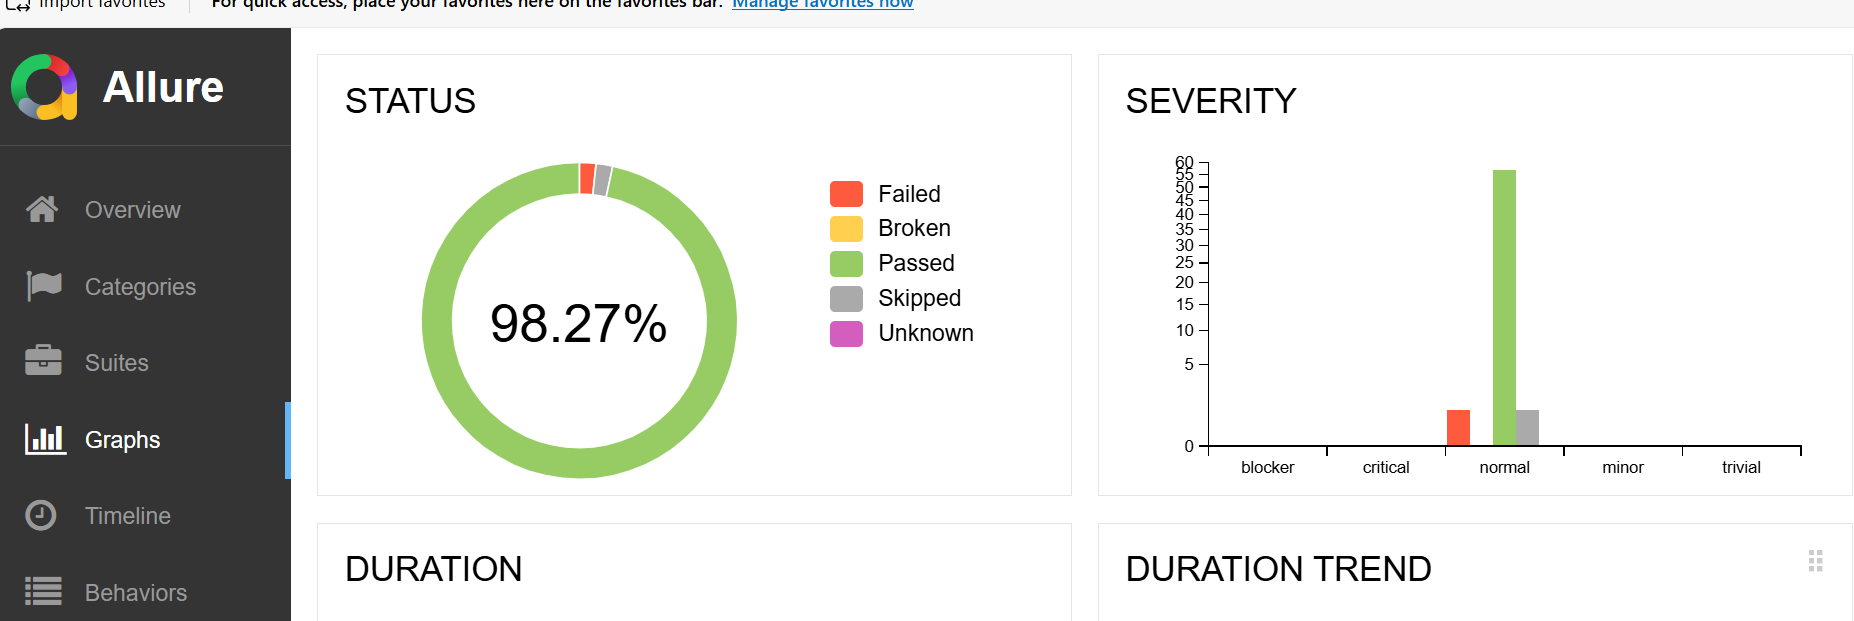 Import favorites
For quick access, place your favorites here on the favorites bar. Manage favorites now
Allure
Overview
Categories
Suites
Graphs
Timeline
Behaviors
STATUS
98.27%
Failed
Broken
Passed
Skipped
Unknown
SEVERITY
60
55
50
45
40
35
30
25
20
15
10
5
0
blocker critical normal minor trivial
DURATION
DURATION TREND